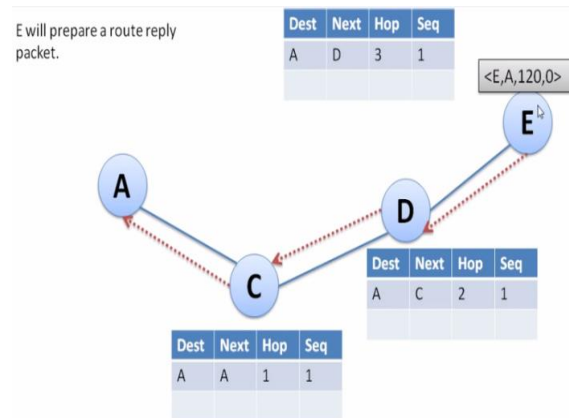 E will prepare a route reply
packet.
Dest Next Hop Seq
A D 3 1
<E,A,120,0>
E
A
D
C
Dest Next Hop Seq
A C 2 1
Dest Next Hop Seq
A A 1 1